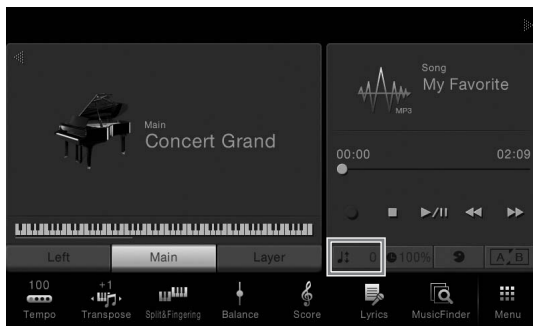 Main
Concert Grand
Song
My Favorite
MP3
00:00
02:09
Left
Main
Layer
0
100%
A B
100
+1
Tempo
Transpose
Split&Fingering
Balance
Score
Lyrics
MusicFinder
Menu